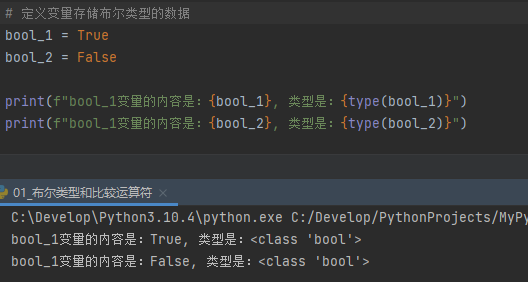 # 定义变量存储布尔类型的数据
bool_1 = True
bool_2 = False
print(f"bool_1变量的内容是：{bool_1}, 类型是：{type(bool_1)}")
print(f"bool_2变量的内容是：{bool_2}, 类型是：{type(bool_2)}")
01_布尔类型和比较运算符 ×
C:\Develop\Python3.10.4\python.exe C:/Develop/PythonProjects/MyPy
bool_1变量的内容是：True, 类型是：<class 'bool'>
bool_1变量的内容是：False, 类型是：<class 'bool'>